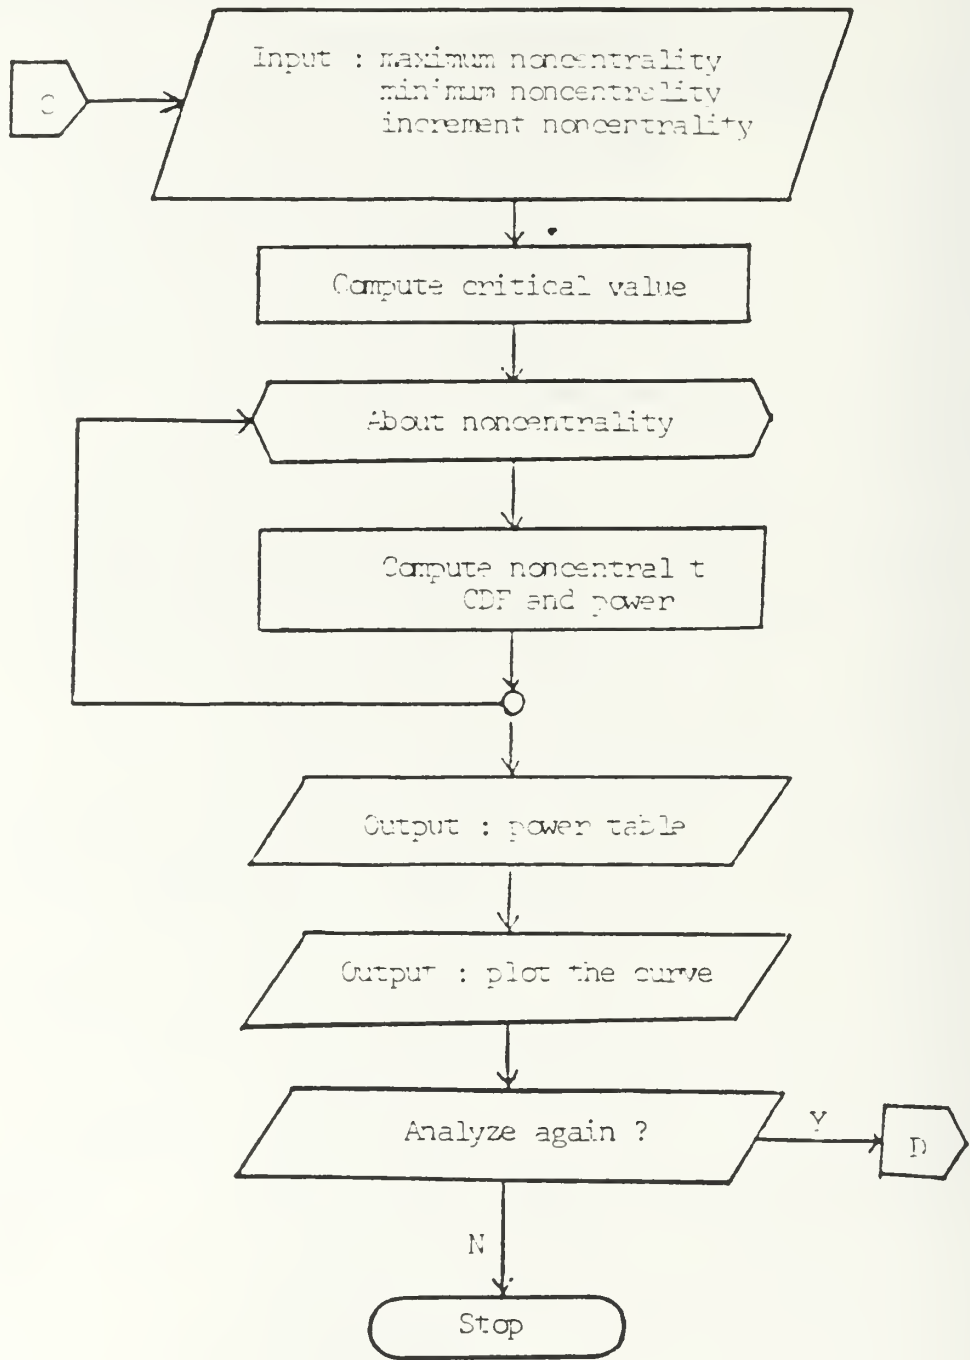 C
Input : maximum noncentrality
minimum noncentrality
increment noncentrality
Compute critical value
About noncentrality
Compute noncentral t
CDF and power
Output : power table
Output : plot the curve
Analyze again ?
Y
D
N
Stop